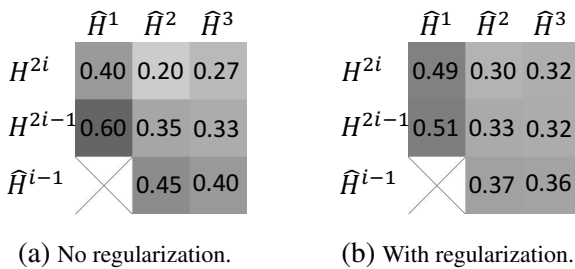 Ĥ¹ Ĥ² Ĥ³ Ĥ¹ Ĥ² Ĥ³
H²ⁱ 0.40 0.20 0.27 H²ⁱ 0.49 0.30 0.32
H²ⁱ⁻¹ 0.60 0.35 0.33 H²ⁱ⁻¹ 0.51 0.33 0.32
Ĥⁱ⁻¹ 0.45 0.40 Ĥⁱ⁻¹ 0.37 0.36
(a) No regularization. (b) With regularization.